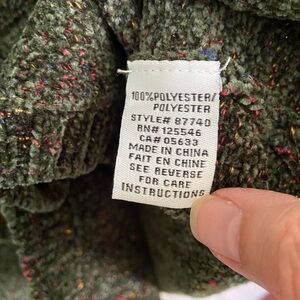 100%POLYESTER/
POLYESTER
STYLE# 87740
RN# 125546
CA# 05633
MADE IN CHINA
FAIT EN CHINE
SEE REVERSE
FOR CARE
INSTRUCTIONS